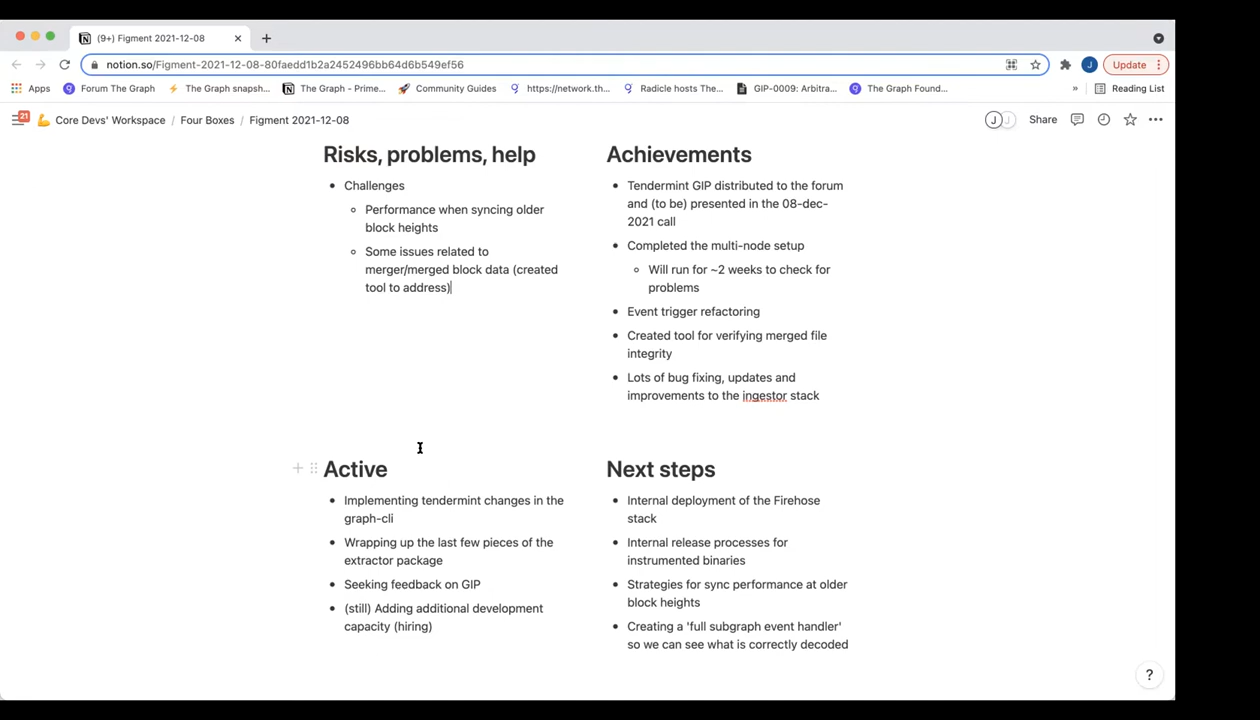 (9+) Figment 2021-12-08
notion.so/Figment-2021-12-08-80faedd1b2a2452496bb64d6b549ef56
J
Update
Apps
Forum The Graph
The Graph snapsh...
The Graph - Prime...
Community Guides
https://network.th...
Radicle hosts The...
GIP-0009: Arbitra...
The Graph Found...
»
Reading List
21
Core Devs' Workspace / Four Boxes / Figment 2021-12-08
J
J
Share
Risks, problems, help
• Challenges
Performance when syncing older
block heights
Some issues related to
merger/merged block data (created
tool to address)
Achievements
• Tendermint GIP distributed to the forum
and (to be) presented in the 08-dec-
2021 call
• Completed the multi-node setup
Will run for ~2 weeks to check for
problems
• Event trigger refactoring
• Created tool for verifying merged file
integrity
• Lots of bug fixing, updates and
improvements to the ingestor stack
Active
• Implementing tendermint changes in the
graph-cli
• Wrapping up the last few pieces of the
extractor package
• Seeking feedback on GIP
• (still) Adding additional development
capacity (hiring)
Next steps
• Internal deployment of the Firehose
stack
• Internal release processes for
instrumented binaries
• Strategies for sync performance at older
block heights
• Creating a 'full subgraph event handler'
so we can see what is correctly decoded
?